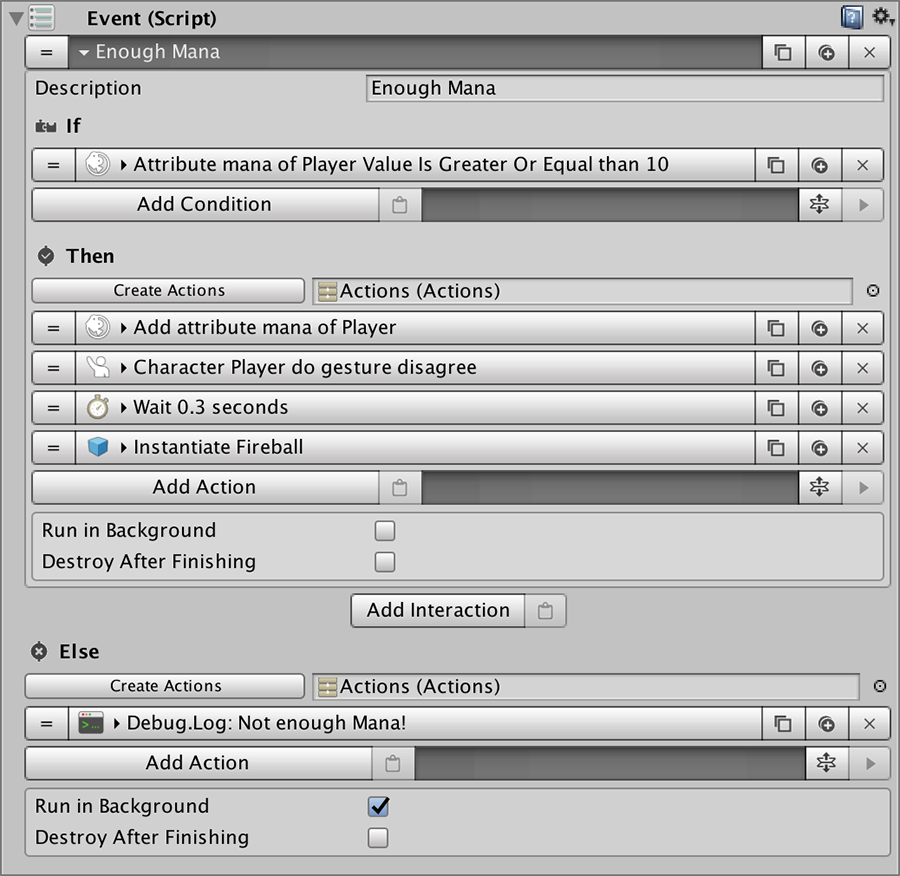 Event (Script)
Enough Mana
Description Enough Mana
If
Attribute mana of Player Value Is Greater Or Equal than 10
Add Condition
Then
Create Actions Actions (Actions)
Add attribute mana of Player
Character Player do gesture disagree
Wait 0.3 seconds
Instantiate Fireball
Add Action
Run in Background
Destroy After Finishing
Add Interaction
Else
Create Actions Actions (Actions)
Debug.Log: Not enough Mana!
Add Action
Run in Background
Destroy After Finishing